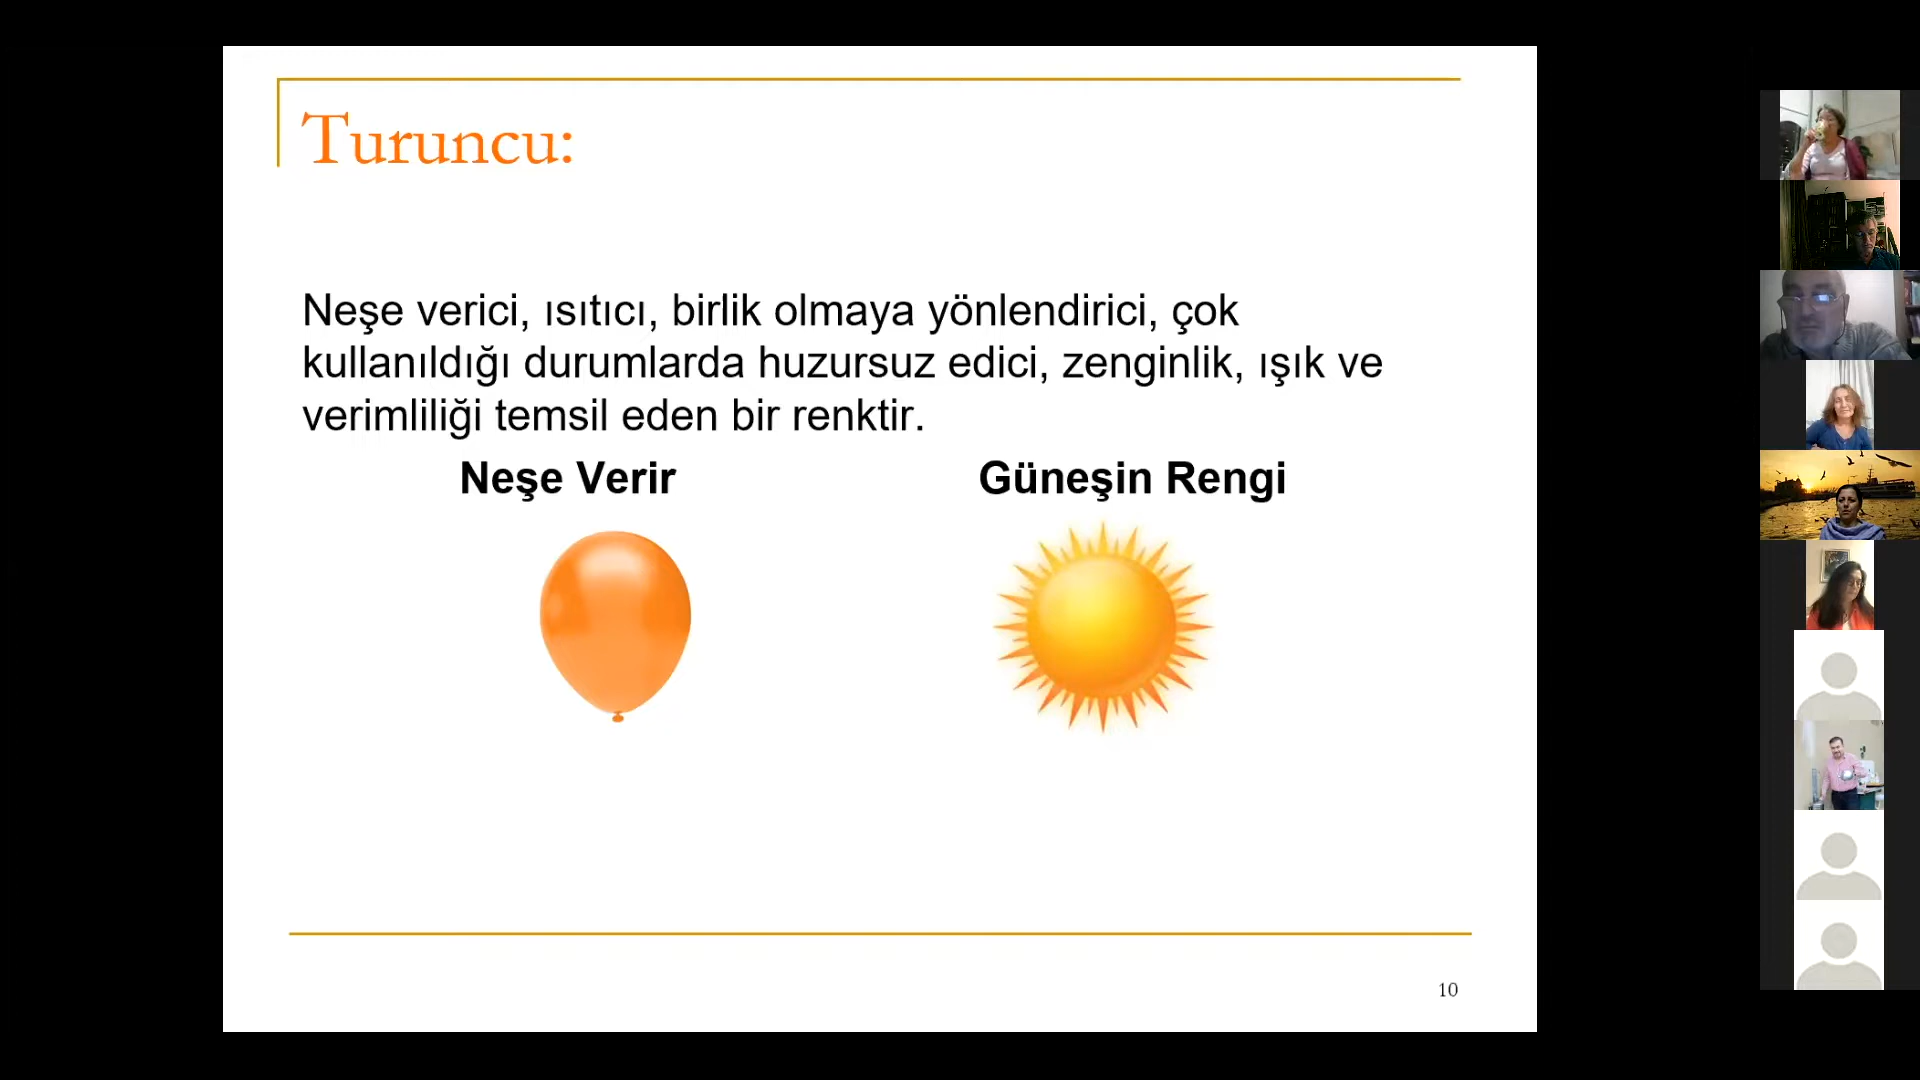 Turuncu:
Neşe verici, ısıtıcı, birlik olmaya yönlendirici, çok
kullanıldığı durumlarda huzursuz edici, zenginlik, ışık ve
verimliliği temsil eden bir renktir.
Neşe Verir
Güneşin Rengi
10